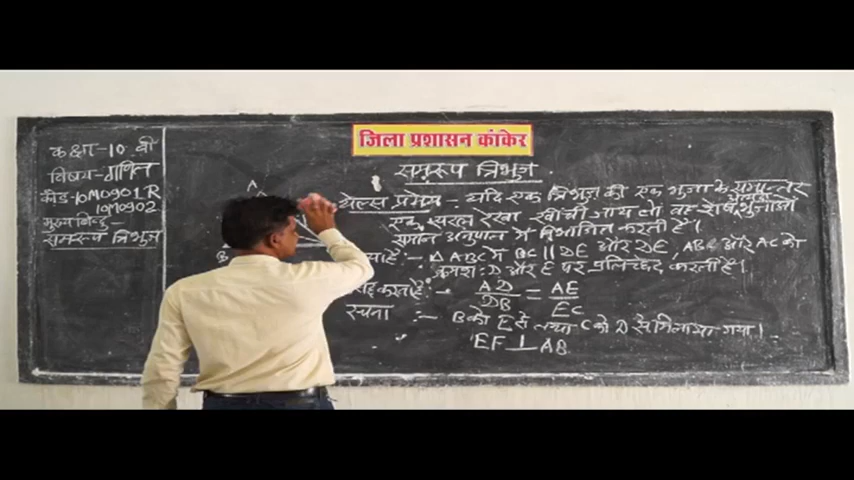 जिला प्रशासन कांकेर
कक्षा-10 वी
विषय-गणित
कोड-10M0901R
10M0902
मुख्य बिन्दु-
समरूप त्रिभुज
समरूप त्रिभुज
A
B
थेल्स प्रमेय - यदि एक त्रिभुज की एक भुजा के समान्तर
एक सरल रेखा खींची जाय तो वह शेष भुजाओं
समान अनुपात में विभाजित करती है।
:- △ABC में BC || DE और DE, AB और AC को
क्रमश: D और E पर प्रतिच्छेद करती है।
करना है:- AD/DB = AE/EC
रचना :- B को E से तथा C को D से मिलाया गया।
EF⊥AB